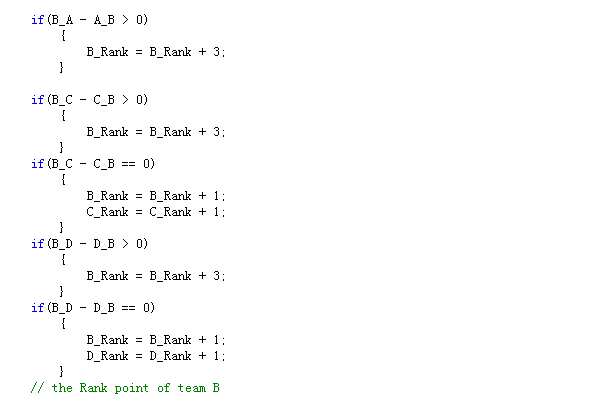 if(B_A - A_B > 0)
{
B_Rank = B_Rank + 3;
}
if(B_C - C_B > 0)
{
B_Rank = B_Rank + 3;
}
if(B_C - C_B == 0)
{
B_Rank = B_Rank + 1;
C_Rank = C_Rank + 1;
}
if(B_D - D_B > 0)
{
B_Rank = B_Rank + 3;
}
if(B_D - D_B == 0)
{
B_Rank = B_Rank + 1;
D_Rank = D_Rank + 1;
}
// the Rank point of team B